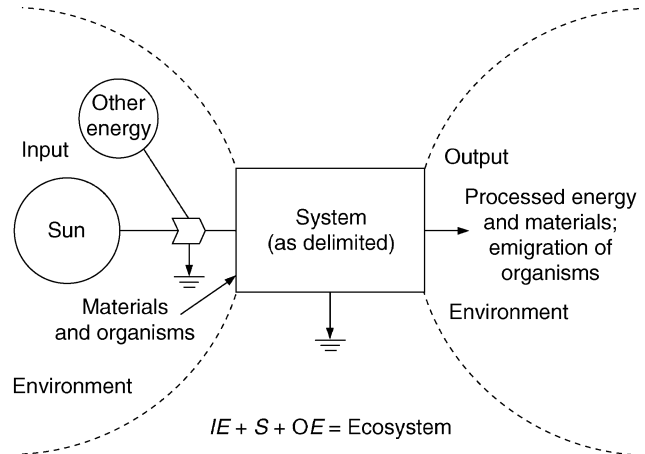 Other
energy
Input
Sun
Materials
and organisms
Environment
System
(as delimited)
Output
Processed energy
and materials;
emigration of
organisms
Environment
IE + S + OE = Ecosystem